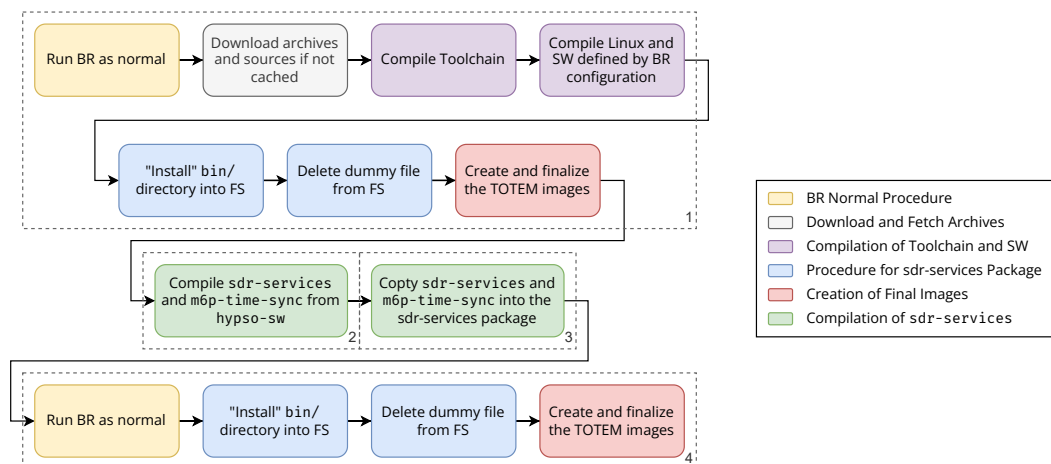 Run BR as normal
Download archives
and sources if not
cached
Compile Toolchain
Compile Linux and
SW defined by BR
configuration
"Install" bin/
directory into FS
Delete dummy file
from FS
Create and finalize
the TOTEM images
1
Compile sdr-services
and m6p-time-sync from
hypso-sw
2
Copty sdr-services and
m6p-time-sync into the
sdr-services package
3
Run BR as normal
"Install" bin/
directory into FS
Delete dummy file
from FS
Create and finalize
the TOTEM images
4
BR Normal Procedure
Download and Fetch Archives
Compilation of Toolchain and SW
Procedure for sdr-services Package
Creation of Final Images
Compilation of sdr-services